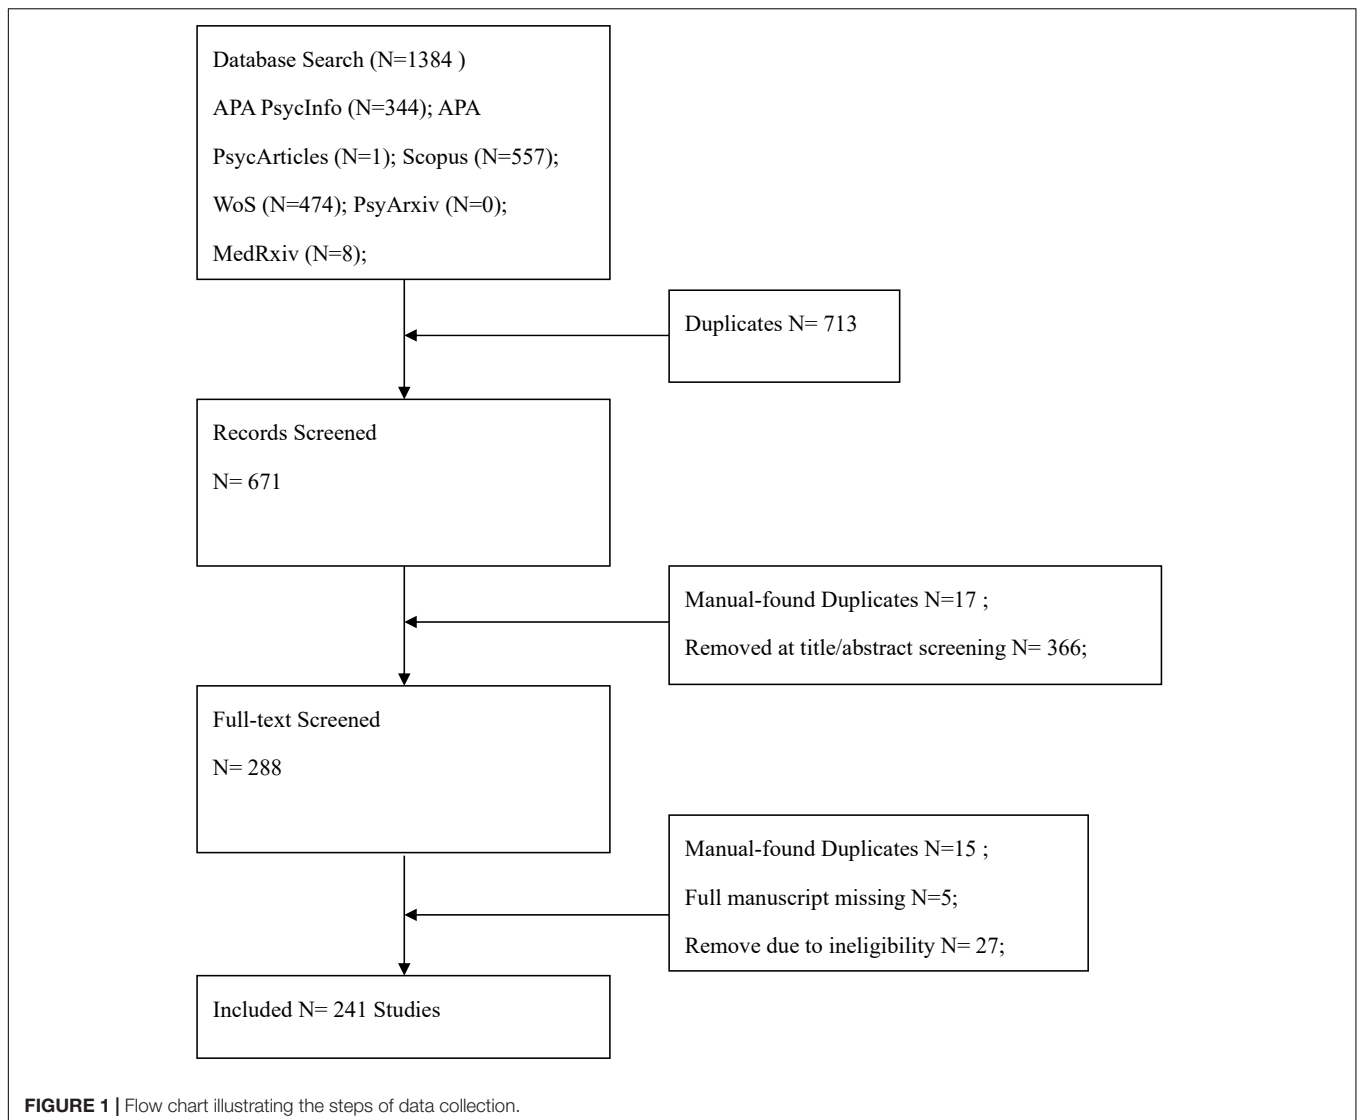 Database Search (N=1384 )
APA PsycInfo (N=344); APA
PsycArticles (N=1); Scopus (N=557);
WoS (N=474); PsyArxiv (N=0);
MedRxiv (N=8);
Duplicates N= 713
Records Screened
N= 671
Manual-found Duplicates N=17 ;
Removed at title/abstract screening N= 366;
Full-text Screened
N= 288
Manual-found Duplicates N=15 ;
Full manuscript missing N=5;
Remove due to ineligibility N= 27;
Included N= 241 Studies
FIGURE 1 | Flow chart illustrating the steps of data collection.